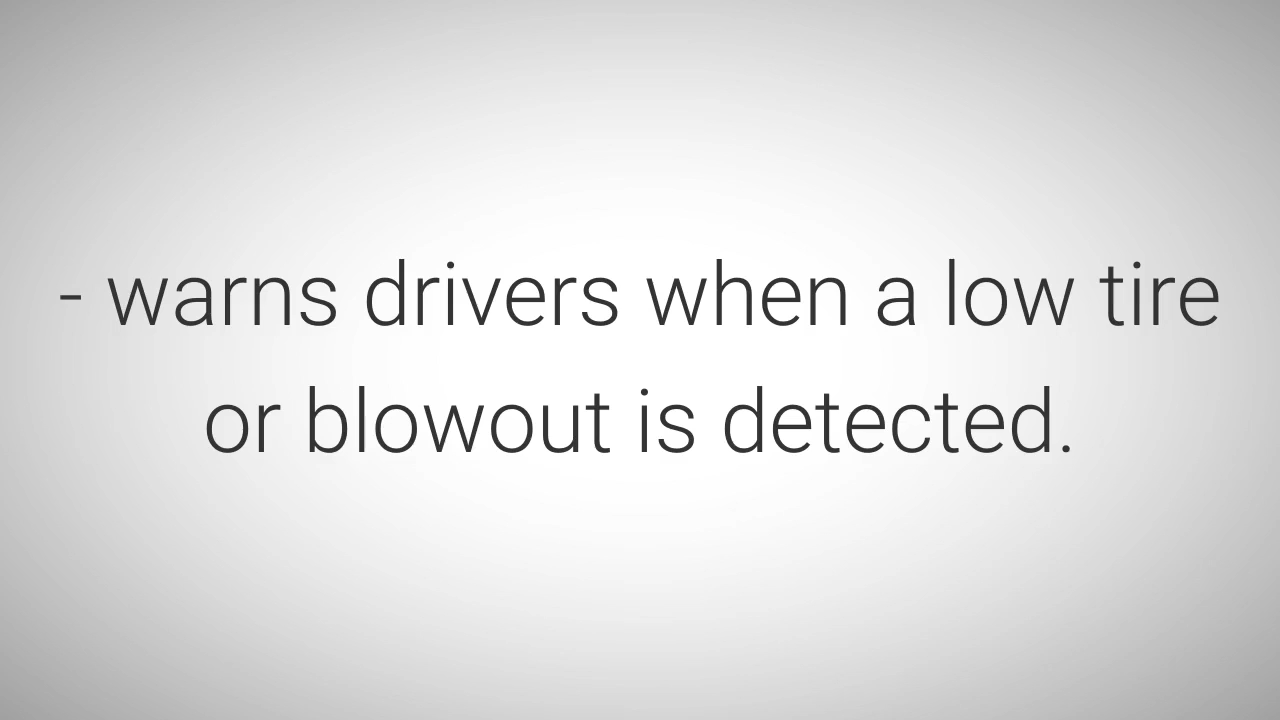 - warns drivers when a low tire
or blowout is detected.